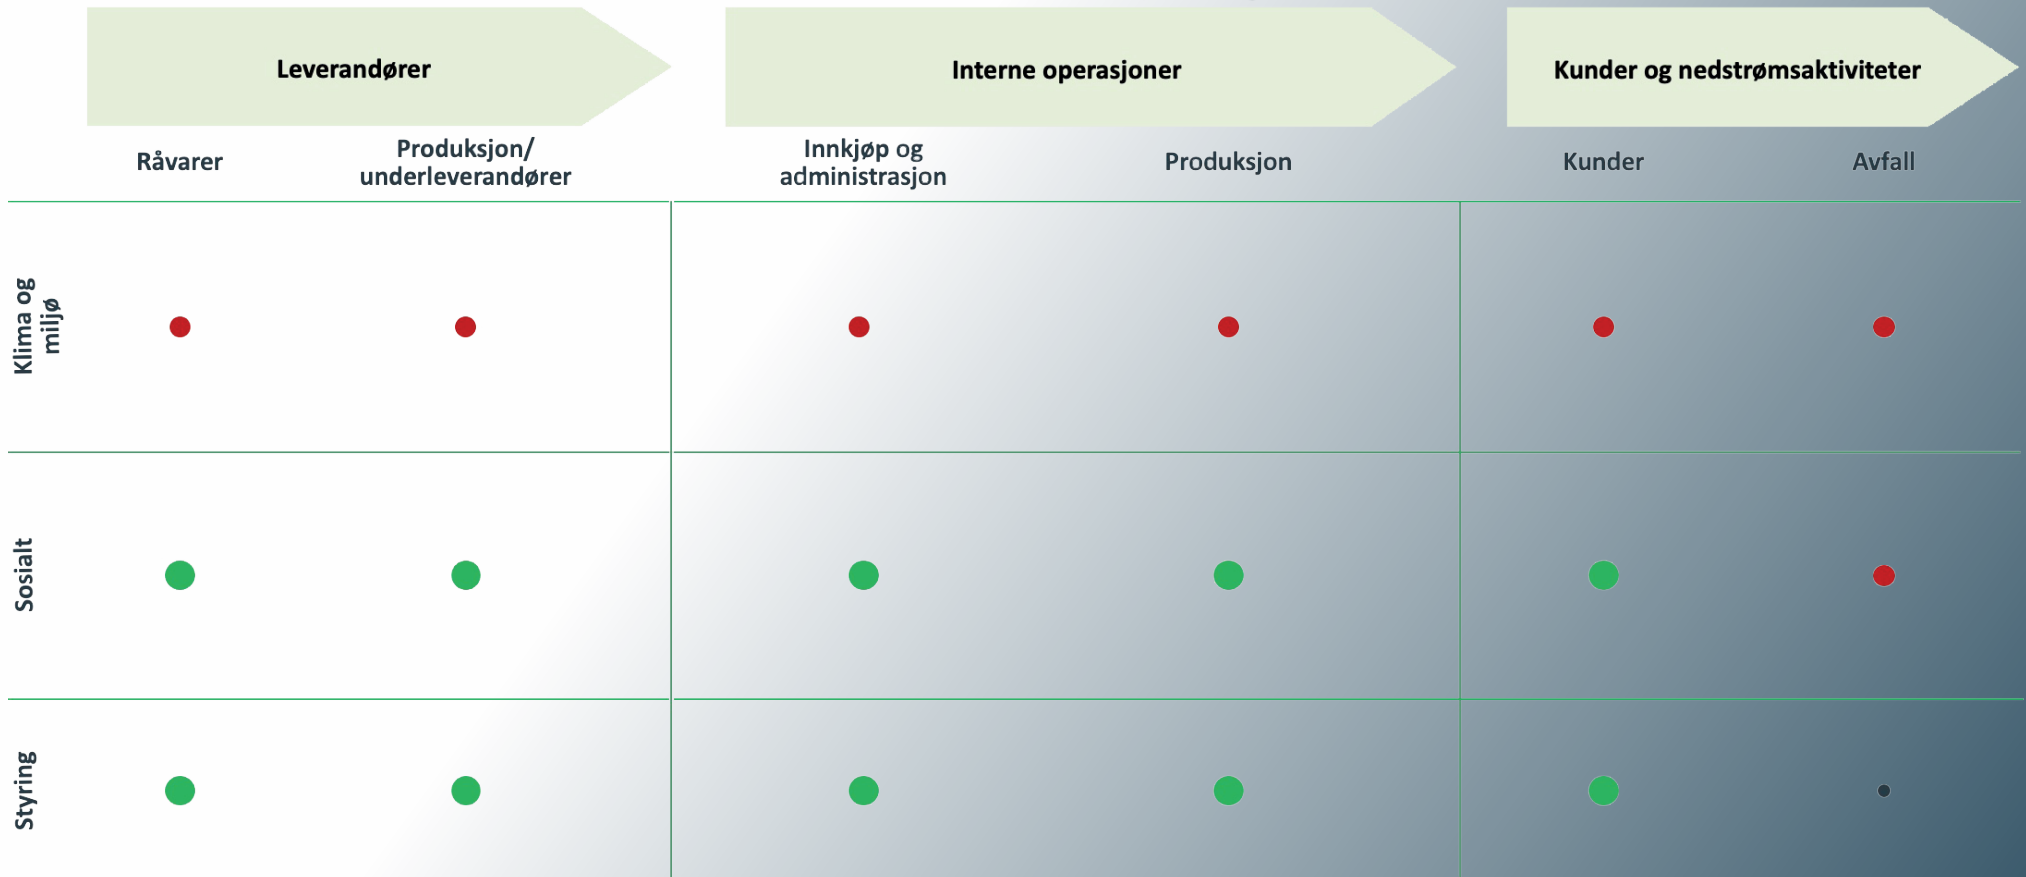 Leverandører
Interne operasjoner
Kunder og nedstrømsaktiviteter
Råvarer
Produksjon/
underleverandører
Innkjøp og
administrasjon
Produksjon
Kunder
Avfall
Klima og
miljø
Sosialt
Styring